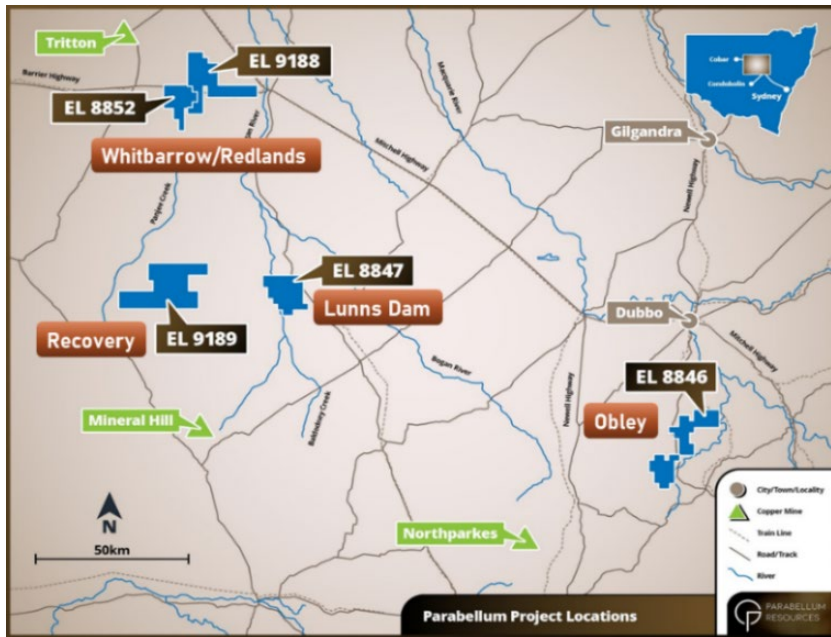 Tritton
EL 9188
Barrier Highway
EL 8852
Whitbarrow/Redlands
Macquarie River
Mitchell Highway
Cobar
Condobolin
Sydney
Gilgandra
Newell Highway
EL 8847
Lunns Dam
Recovery
EL 9189
Dubbo
Mitchell Highway
Bogan River
Newell Highway
EL 8846
Obley
Mineral Hill
N
50km
Northparkes
City/Town/Locality
Copper Mine
Train Line
Road/Track
River
Parabellum Project Locations
PARABELLUM
RESOURCES